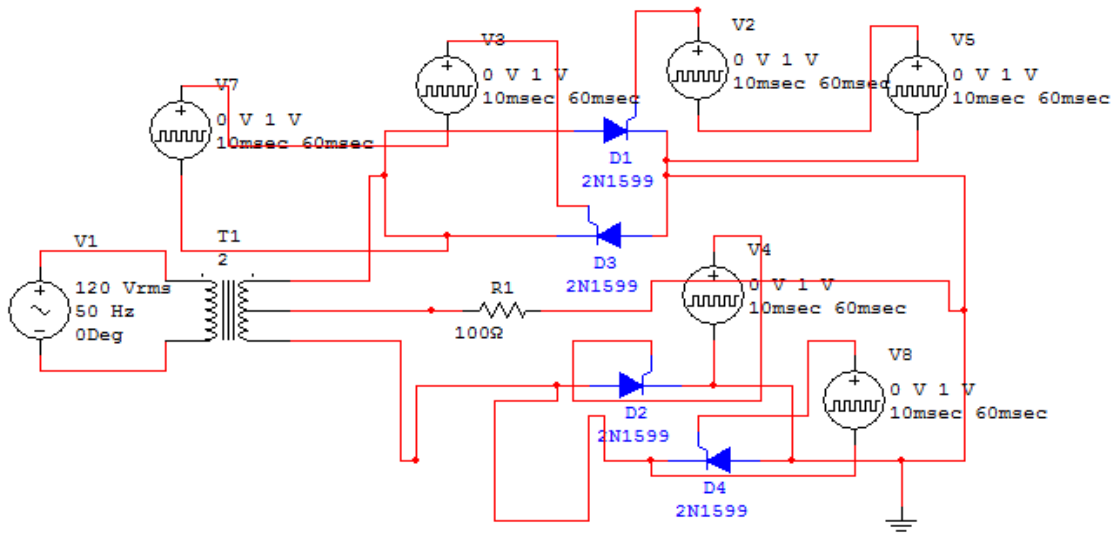 V2
0 V 1 V
10msec 60msec
V5
0 V 1 V
10msec 60msec
V3
0 V 1 V
10msec 60msec
V7
0 V 1 V
10msec 60msec
D1
2N1599
D3
2N1599
V1
120 Vrms
50 Hz
0Deg
T1
2
R1
100Ω
V4
0 V 1 V
10msec 60msec
V8
0 V 1 V
10msec 60msec
D2
2N1599
D4
2N1599